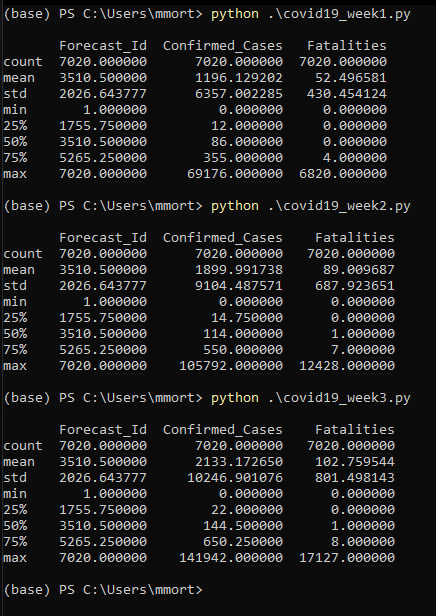 (base) PS C:\Users\mmort> python .\covid19_week1.py
Forecast_Id Confirmed_Cases Fatalities
count 7020.000000 7020.000000 7020.000000
mean 3510.500000 1196.129202 52.496581
std 2026.643777 6357.002285 430.454124
min 1.000000 0.000000 0.000000
25% 1755.750000 12.000000 0.000000
50% 3510.500000 86.000000 0.000000
75% 5265.250000 355.000000 4.000000
max 7020.000000 69176.000000 6820.000000
(base) PS C:\Users\mmort> python .\covid19_week2.py
Forecast_Id Confirmed_Cases Fatalities
count 7020.000000 7020.000000 7020.000000
mean 3510.500000 1899.991738 89.009687
std 2026.643777 9104.487571 687.923651
min 1.000000 0.000000 0.000000
25% 1755.750000 14.750000 0.000000
50% 3510.500000 114.000000 1.000000
75% 5265.250000 550.000000 7.000000
max 7020.000000 105792.000000 12428.000000
(base) PS C:\Users\mmort> python .\covid19_week3.py
Forecast_Id Confirmed_Cases Fatalities
count 7020.000000 7020.000000 7020.000000
mean 3510.500000 2133.172650 102.759544
std 2026.643777 10246.901076 801.498143
min 1.000000 0.000000 0.000000
25% 1755.750000 22.000000 0.000000
50% 3510.500000 144.500000 1.000000
75% 5265.250000 650.250000 8.000000
max 7020.000000 141942.000000 17127.000000
(base) PS C:\Users\mmort>